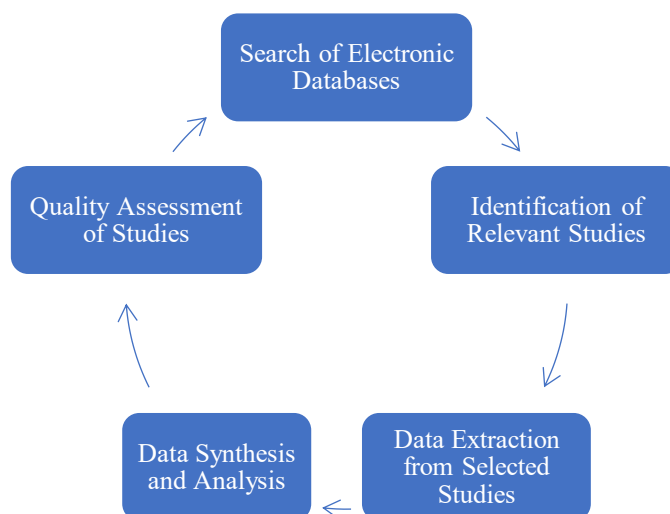 Search of Electronic
Databases
Identification of
Relevant Studies
Data Extraction
from Selected
Studies
Data Synthesis
and Analysis
Quality Assessment
of Studies